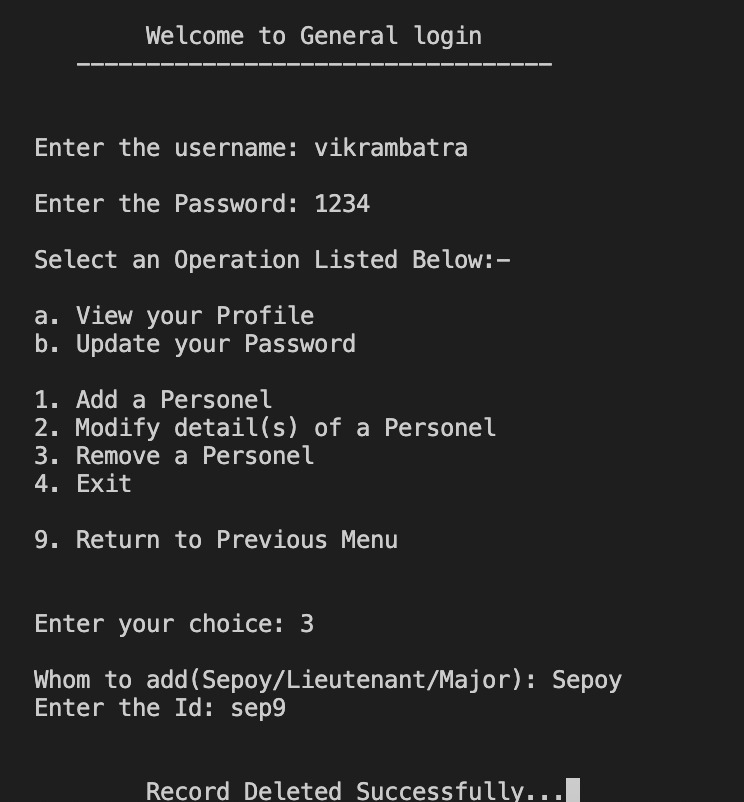 Welcome to General login
----------------------------------
Enter the username: vikrambatra
Enter the Password: 1234
Select an Operation Listed Below:-
a. View your Profile
b. Update your Password
1. Add a Personel
2. Modify detail(s) of a Personel
3. Remove a Personel
4. Exit
9. Return to Previous Menu
Enter your choice: 3
Whom to add(Sepoy/Lieutenant/Major): Sepoy
Enter the Id: sep9
Record Deleted Successfully...